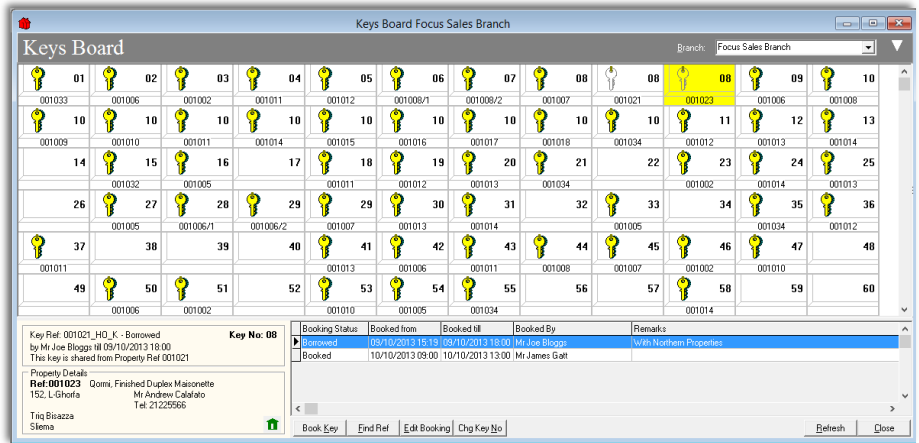 Keys Board Focus Sales Branch
Keys Board
Branch: Focus Sales Branch
01 02 03 04 05 06 07 08 08 08 09 10
001033 001006 001002 001011 001012 001008/1 001008/2 001007 001021 001023 001006 001008
10 10 10 10 10 10 10 10 10 11 12 13
001009 001010 001011 001014 001015 001016 001017 001018 001034 001012 001013 001014
14 15 16 17 18 19 20 21 22 23 24 25
001032 001005 001011 001012 001013 001034 001002 001014 001013
26 27 28 29 29 30 31 32 33 34 35 36
001005 001006/1 001006/2 001007 001013 001014 001005 001034 001012
37 38 39 40 41 42 43 44 45 46 47 48
001011 001013 001006 001011 001008 001007 001002 001010
49 50 51 52 53 54 55 56 57 58 59 60
001006 001002 001010 001005 001034 001014
Key Ref: 001021_HO_K - Borrowed Key No: 08
by Mr Joe Bloggs till 09/10/2013 18:00
This key is shared from Property Ref 001021
Property Details
Ref:001023 Qormi, Finished Duplex Maisonette
152, L-Ghorfa Mr Andrew Calafato
Tel: 21225566
Triq Bisazza
Sliema
Booking Status Booked from Booked till Booked By Remarks
Borrowed 09/10/2013 15:19 09/10/2013 18:00 Mr Joe Bloggs With Northern Properties
Booked 10/10/2013 09:00 10/10/2013 13:00 Mr James Gatt
Book Key Find Ref Edit Booking Chg Key No Refresh Close